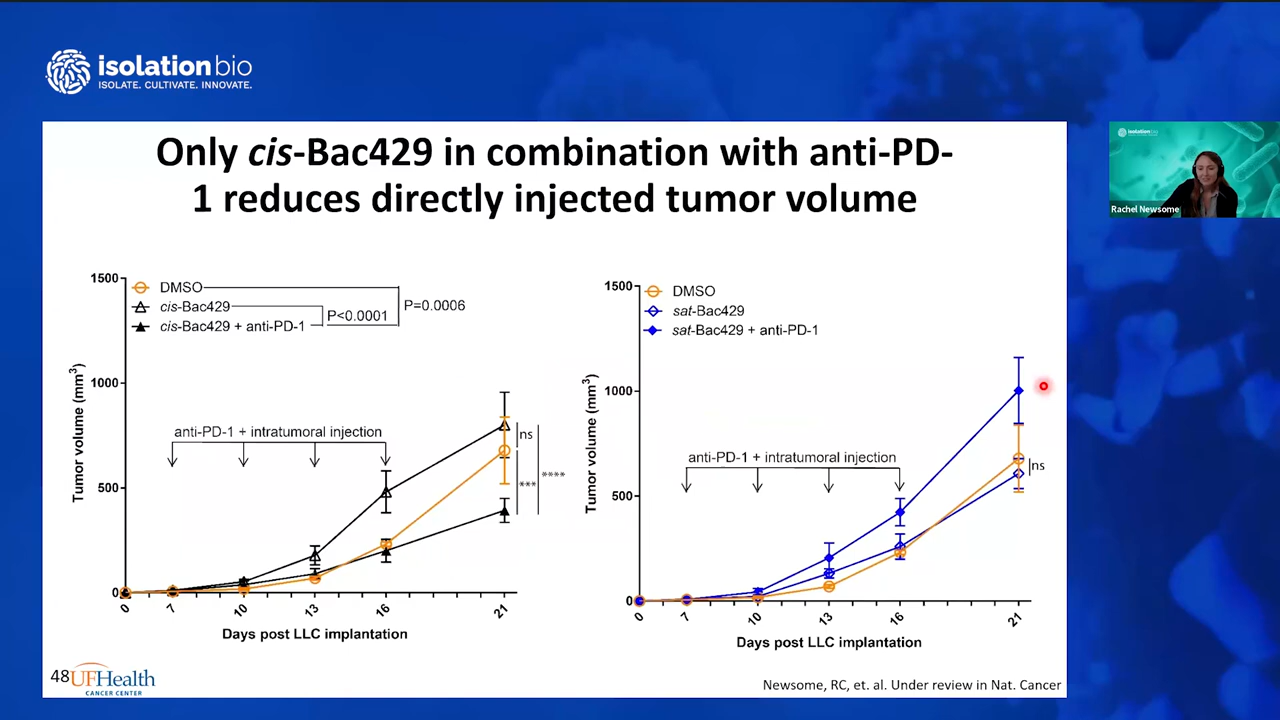 isolation bio
ISOLATE. CULTIVATE. INNOVATE.
Only cis-Bac429 in combination with anti-PD-
1 reduces directly injected tumor volume
isolation bio
Rachel Newsome
1500
1000
500
0
Tumor volume (mm3)
DMSO
cis-Bac429
cis-Bac429 + anti-PD-1
P<0.0001
P=0.0006
anti-PD-1 + intratumoral injection
ns
***
****
0 7 10 13 16 21
Days post LLC implantation
1500
1000
500
0
Tumor volume (mm3)
DMSO
sat-Bac429
sat-Bac429 + anti-PD-1
anti-PD-1 + intratumoral injection
ns
0 7 10 13 16 21
Days post LLC implantation
48
UFHealth
CANCER CENTER
Newsome, RC, et. al. Under review in Nat. Cancer